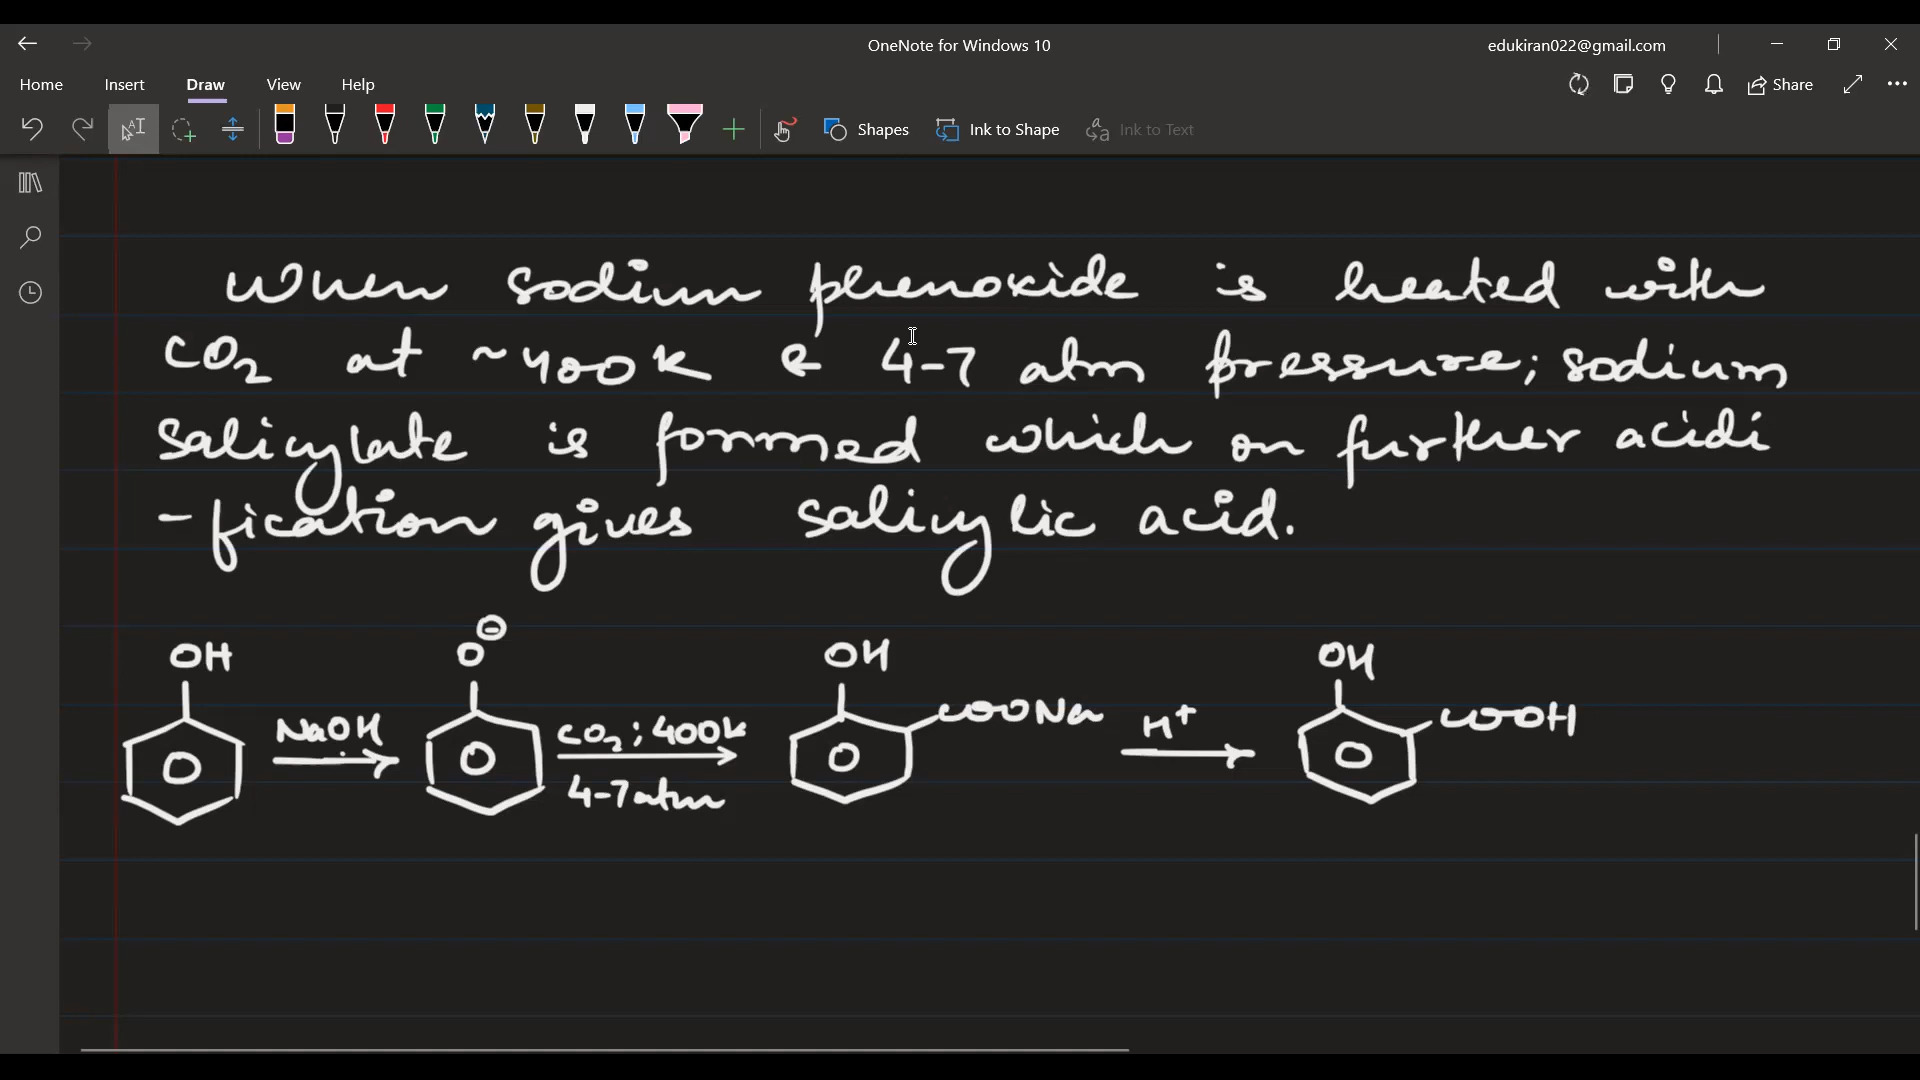 OneNote for Windows 10
edukiran022@gmail.com
Home Insert Draw View Help
Share
Shapes Ink to Shape Ink to Text
When sodium phenoxide is heated with
CO₂ at ~400K & 4-7 atm pressure; sodium
salicylate is formed which on further acidi
-fication gives salicylic acid.
OH O⊖ OH OH
NaOH CO₂; 400K COONa H⁺ COOH
4-7 atm